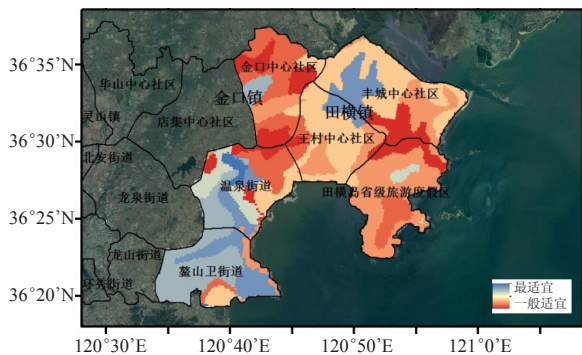 36°35′N
36°30′N
36°25′N
36°20′N
金口中心社区
华山中心社区
丰城中心社区
金口镇
田横镇
灵山镇
店集中心社区
王村中心社区
北安街道
温泉街道
龙泉街道
田横岛省级旅游度假区
龙山街道
鳌山卫街道
环秀街道
最适宜
一般适宜
120°30′E
120°40′E
120°50′E
121°0′E